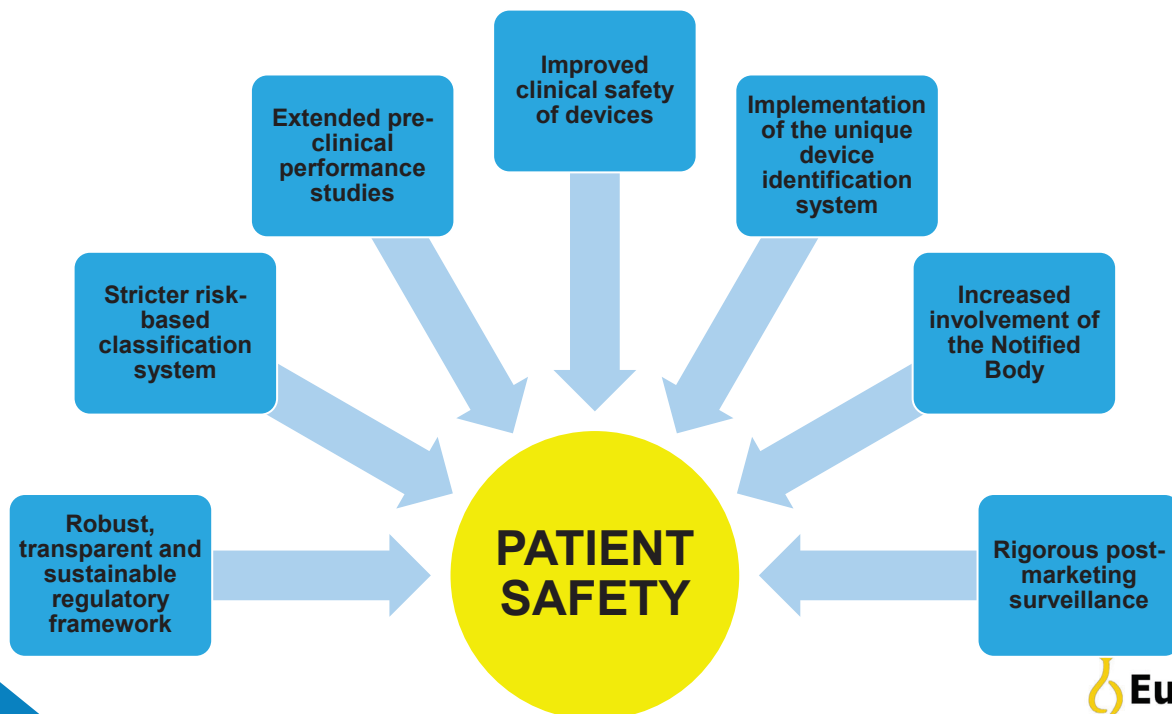 Improved
clinical safety
of devices
Extended pre-
clinical
performance
studies
Implementation
of the unique
device
identification
system
Stricter risk-
based
classification
system
Increased
involvement of
the Notified
Body
Robust,
transparent and
sustainable
regulatory
framework
PATIENT
SAFETY
Rigorous post-
marketing
surveillance
Eu